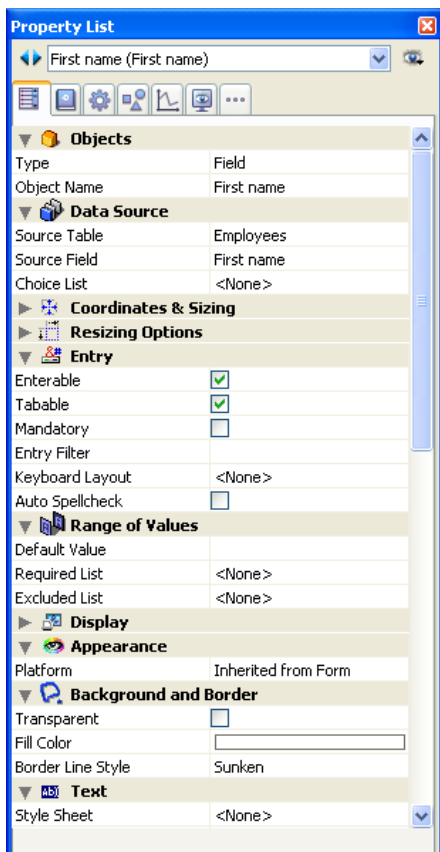 Property List
First name (First name)
Objects
Type Field
Object Name First name
Data Source
Source Table Employees
Source Field First name
Choice List <None>
Coordinates & Sizing
Resizing Options
Entry
Enterable
Tabable
Mandatory
Entry Filter
Keyboard Layout <None>
Auto Spellcheck
Range of Values
Default Value
Required List <None>
Excluded List <None>
Display
Appearance
Platform Inherited from Form
Background and Border
Transparent
Fill Color
Border Line Style Sunken
Text
Style Sheet <None>